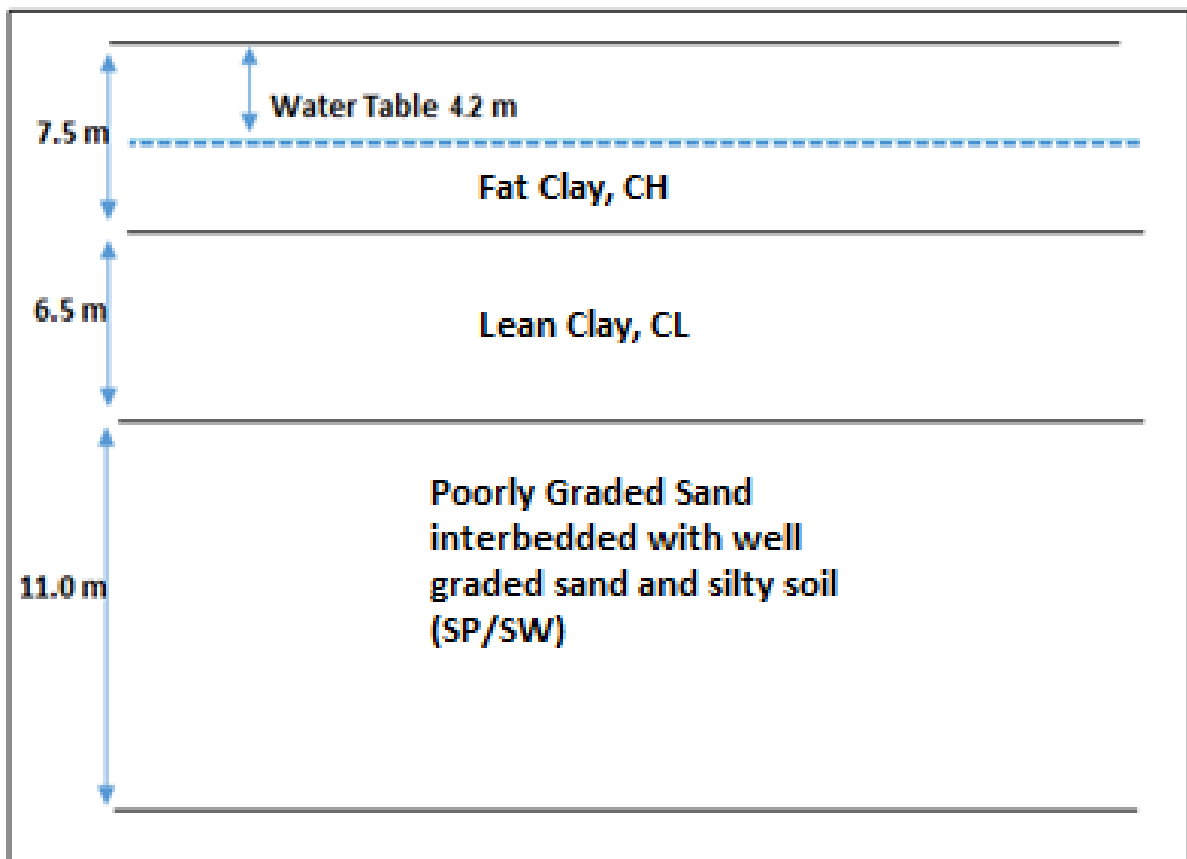 Water Table 4.2 m
7.5 m
Fat Clay, CH
6.5 m
Lean Clay, CL
Poorly Graded Sand
interbedded with well
graded sand and silty soil
11.0 m
(SP/SW)